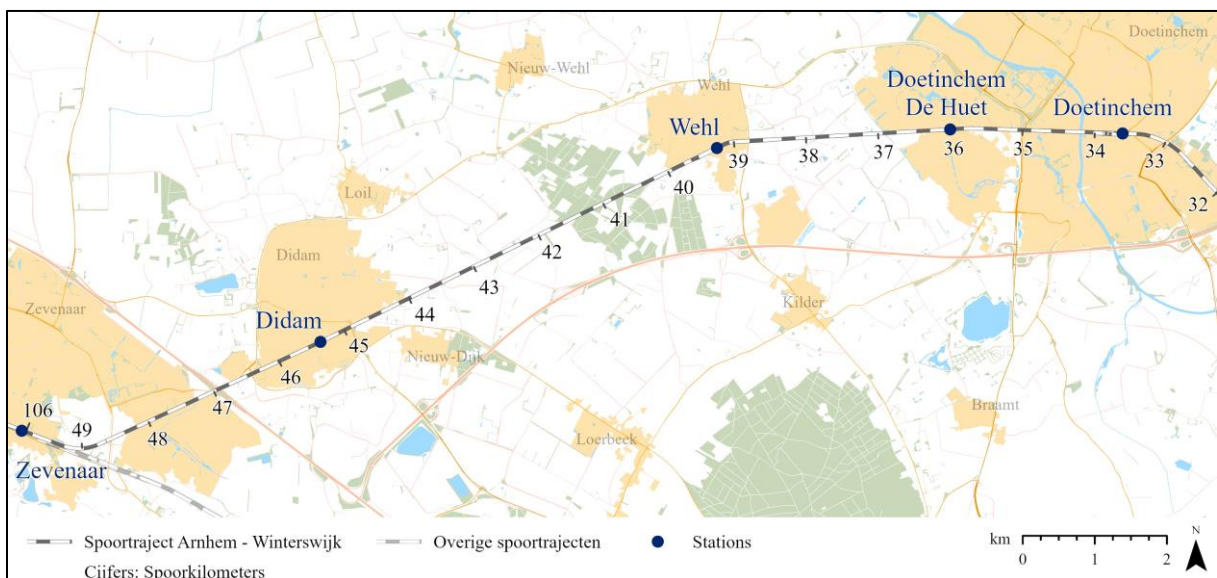 Doetinchem
Nieuw-Wehl
Wehl
Doetinchem
De Huet
Doetinchem
Wehl
39
38
37
36
35
34
33
32
40
41
42
43
44
45
46
47
48
49
106
Loil
Didam
Zevenaar
Didam
Kilder
Nieuw-Dijk
Braamt
Loerbeek
Zevenaar
Spoortraject Arnhem - Winterswijk
Overige spoortrajecten
Stations
Cijfers: Spoorkilometers
km
0 1 2
N